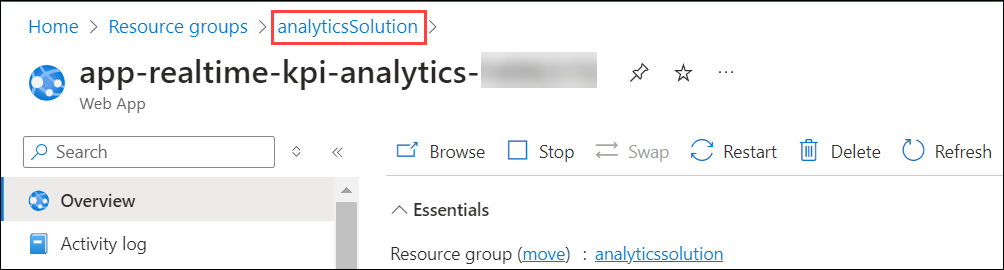 Home > Resource groups > analyticsSolution >
app-realtime-kpi-analytics-
Web App
Search
Browse Stop Swap Restart Delete Refresh
Overview
Essentials
Activity log
Resource group (move) : analyticssolution